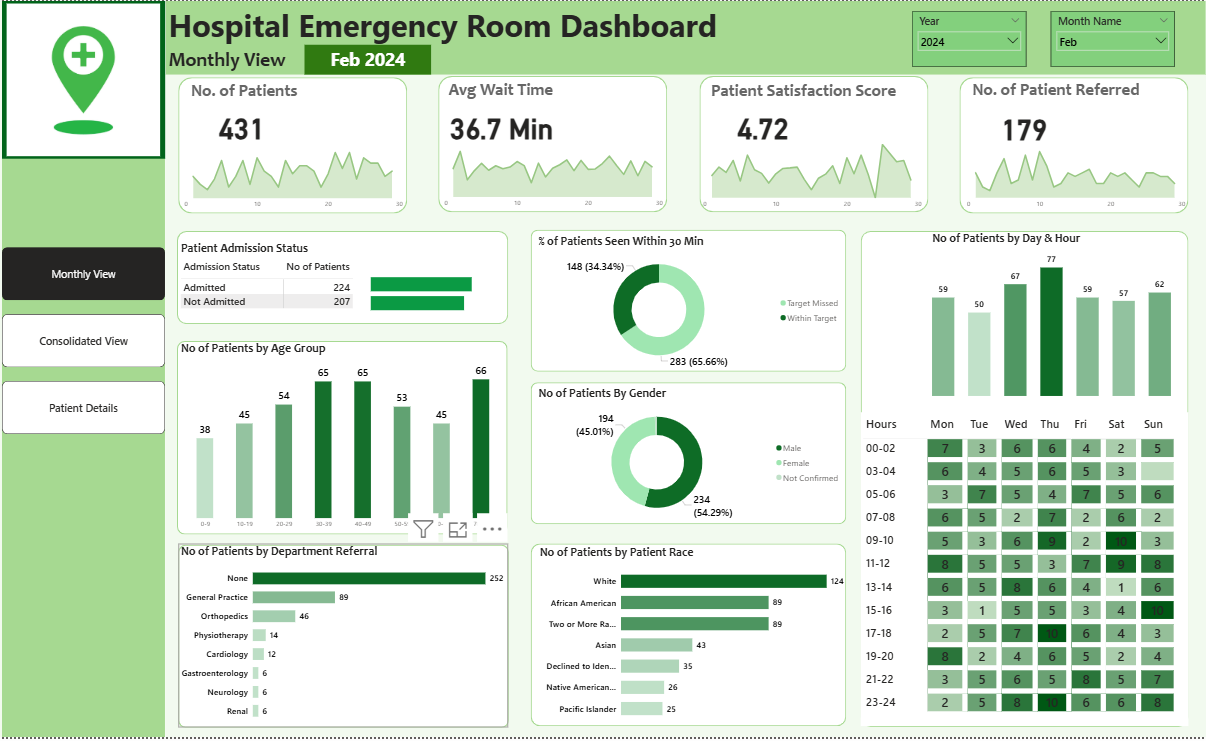 Hospital Emergency Room Dashboard
Monthly View
Feb 2024
Year
2024
Month Name
Feb
Monthly View
Consolidated View
Patient Details
No. of Patients
431
0 10 20 30
Avg Wait Time
36.7 Min
0 10 20 30
Patient Satisfaction Score
4.72
0 10 20 30
No. of Patient Referred
179
0 10 20 30
Patient Admission Status
Admission Status No of Patients
Admitted 224
Not Admitted 207
No of Patients by Age Group
38 45 54 65 65 53 45 66
0-9 10-19 20-29 30-39 40-49
No of Patients by Department Referral
None 252
General Practice 89
Orthopedics 46
Physiotherapy 14
Cardiology 12
Gastroenterology 6
Neurology 6
Renal 6
% of Patients Seen Within 30 Min
148 (34.34%)
283 (65.66%)
Target Missed
Within Target
No of Patients By Gender
194
(45.01%)
234
(54.29%)
Male
Female
Not Confirmed
No of Patients by Patient Race
White 124
African American 89
Two or More Ra... 89
Asian 43
Declined to Iden... 35
Native American... 26
Pacific Islander 25
No of Patients by Day & Hour
59 50 67 77 59 57 62
Hours Mon Tue Wed Thu Fri Sat Sun
00-02 7 3 6 6 4 2 5
03-04 6 4 5 6 5 3
05-06 3 7 5 4 7 5 6
07-08 6 5 2 7 2 6 2
09-10 5 3 6 9 2 10 3
11-12 8 5 5 3 7 9 8
13-14 6 5 8 6 4 1 6
15-16 3 1 5 5 3 4 10
17-18 2 5 7 10 6 4 3
19-20 8 2 4 6 5 2 4
21-22 3 5 6 5 8 5 7
23-24 2 5 8 10 6 6 8